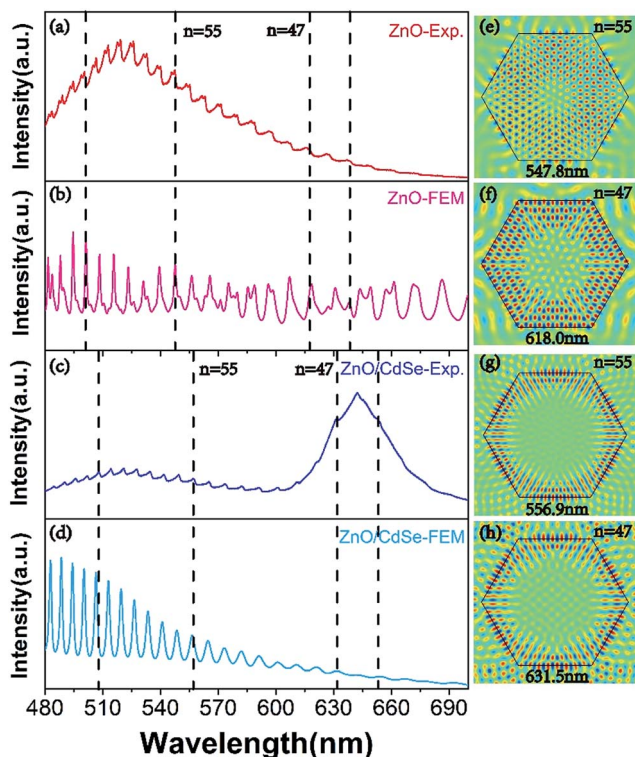 (a)
n=55
n=47
ZnO-Exp.
Intensity(a.u.)
(b)
ZnO-FEM
Intensity(a.u.)
(c)
ZnO/CdSe-Exp.
n=55
n=47
Intensity(a.u.)
(d)
ZnO/CdSe-FEM
Intensity(a.u.)
480 510 540 570 600 630 660 690
Wavelength(nm)
(e)
n=55
547.8nm
(f)
n=47
618.0nm
(g)
n=55
556.9nm
(h)
n=47
631.5nm